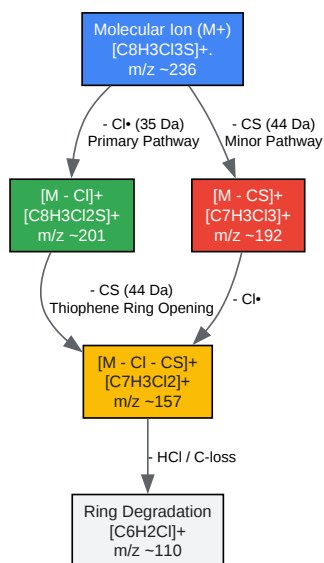 Molecular Ion (M+)
[C8H3Cl3S]+.
m/z ~236
- Cl• (35 Da)
Primary Pathway
- CS (44 Da)
Minor Pathway
[M - Cl]+
[C8H3Cl2S]+
m/z ~201
[M - CS]+
[C7H3Cl3]+
m/z ~192
- CS (44 Da)
Thiophene Ring Opening
- Cl•
[M - Cl - CS]+
[C7H3Cl2]+
m/z ~157
- HCl / C-loss
Ring Degradation
[C6H2Cl]+
m/z ~110